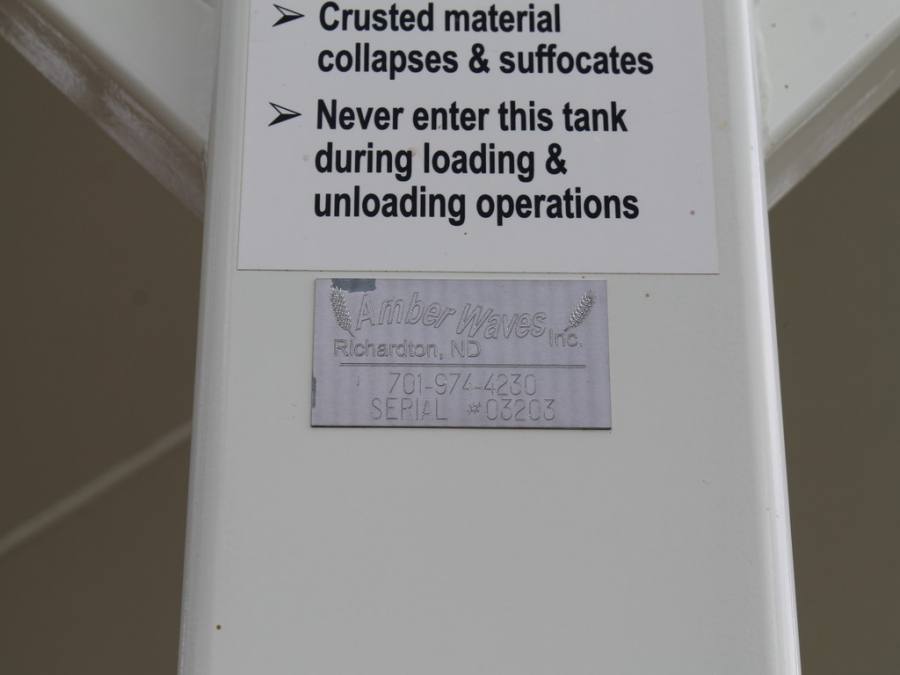 ➢ Crusted material
collapses & suffocates
➢ Never enter this tank
during loading &
unloading operations
Amber Waves Inc.
Richardton, ND
701-974-4230
SERIAL #03203